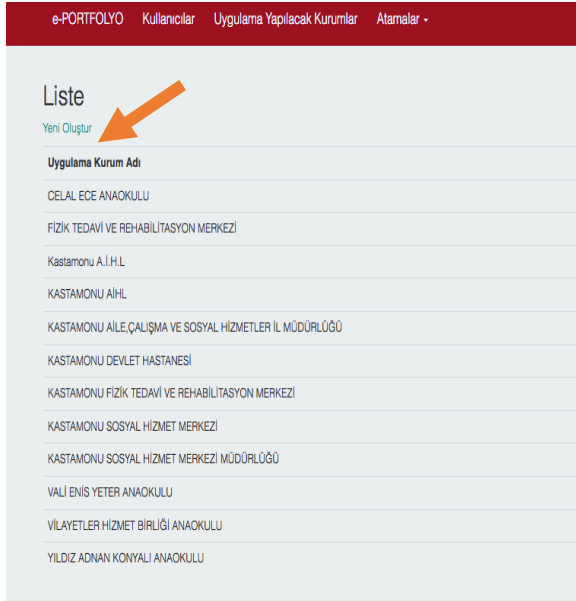 e-PORTFOLYO Kullanıcılar Uygulama Yapılacak Kurumlar Atamalar
Liste
Yeni Oluştur
Uygulama Kurum Adı
CELAL ECE ANAOKULU
FİZİK TEDAVİ VE REHABİLİTASYON MERKEZİ
Kastamonu A.İ.H.L
KASTAMONU AİHL
KASTAMONU AİLE,ÇALIŞMA VE SOSYAL HİZMETLER İL MÜDÜRLÜĞÜ
KASTAMONU DEVLET HASTANESİ
KASTAMONU FİZİK TEDAVİ VE REHABİLİTASYON MERKEZİ
KASTAMONU SOSYAL HİZMET MERKEZİ
KASTAMONU SOSYAL HİZMET MERKEZİ MÜDÜRLÜĞÜ
VALİ ENİS YETER ANAOKULU
VİLAYETLER HİZMET BİRLİĞİ ANAOKULU
YILDIZ ADNAN KONYALI ANAOKULU